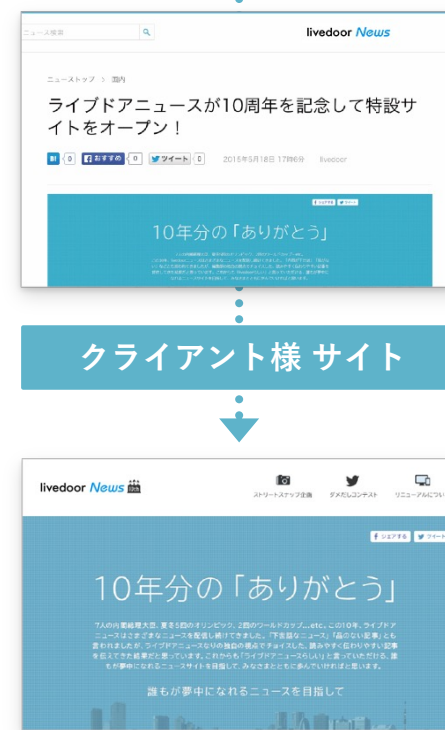 ニュース検索
livedoor News
ニューストップ > 国内
ライブドアニュースが10周年を記念して特設サ
イトをオープン！
B! 0 f おすすめ 0 ツイート 0 2015年5月18日 17時6分 livedoor
10年分の「ありがとう」
クライアント様 サイト
livedoor News
ストリートスナップ企画 ダメだしコンテスト リニューアルについ
f シェアする ツイート
10年分の「ありがとう」
7人の内閣総理大臣、夏冬5回のオリンピック、2回のワールドカップ...etc。この10年、ライブドア
ニュースはさまざまなニュースを配信し続けてきました。「下世話なニュース」「品のない記事」とも
言われましたが、ライブドアニュースなりの独自の視点でチョイスした、読みやすく伝わりやすい記事
を伝えてきた結果だと思っています。これからも「ライブドアニュースらしい」と言っていただける、誰
もが夢中になれるニュースサイトを目指して、みなさまとともに歩んでいければと思います。
誰もが夢中になれるニュースを目指して